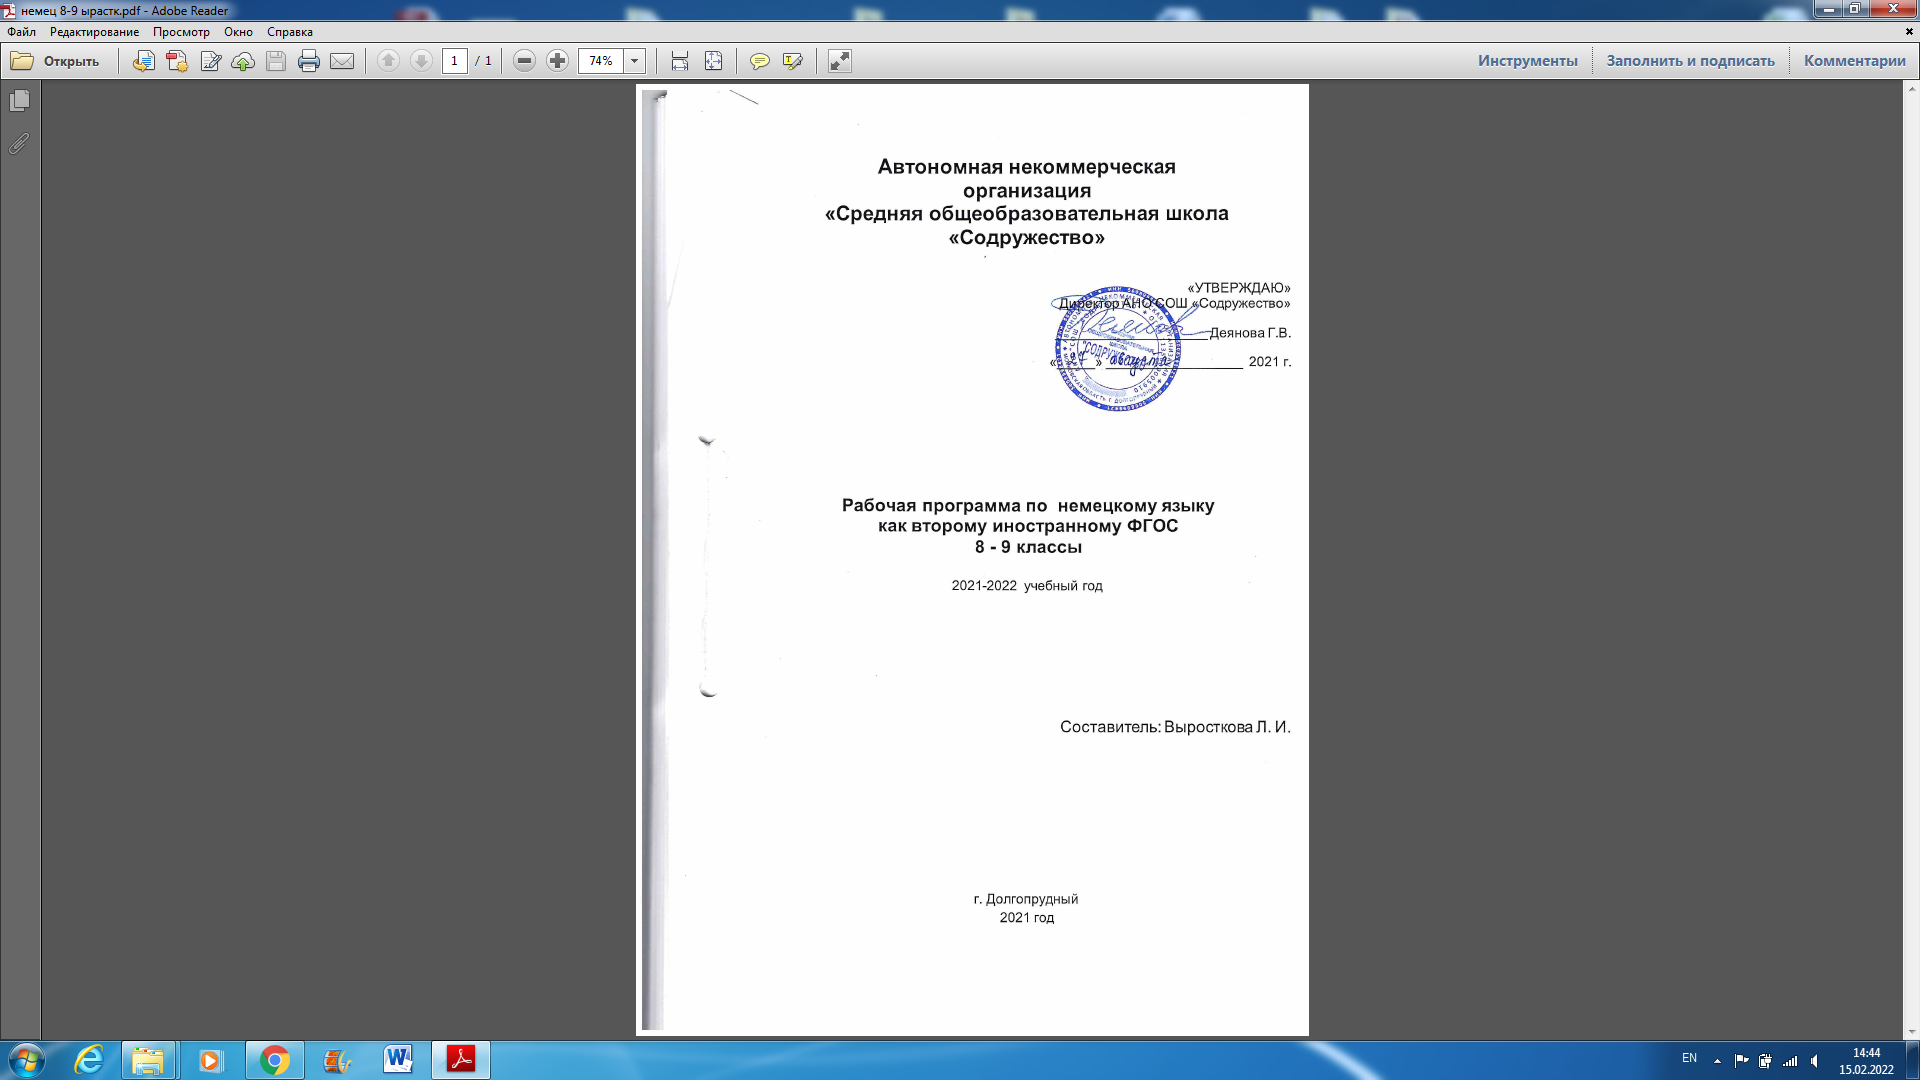 немец 8-9 ырастк.pdf - Adobe Reader
Файл Редактирование Просмотр Окно Справка
Открыть 1 / 1 74% Инструменты Заполнить и подписать Комментарии
Автономная некоммерческая
организация
«Средняя общеобразовательная школа
«Содружество»
«УТВЕРЖДАЮ»
Директор АНО СОШ «Содружество»
Деянова Г.В.
« » августа 2021 г.
"СОДРУЖЕСТВО"
Рабочая программа по немецкому языку
как второму иностранному ФГОС
8 - 9 классы
2021-2022 учебный год
Составитель: Выросткова Л. И.
г. Долгопрудный
2021 год
EN
14:44
15.02.2022